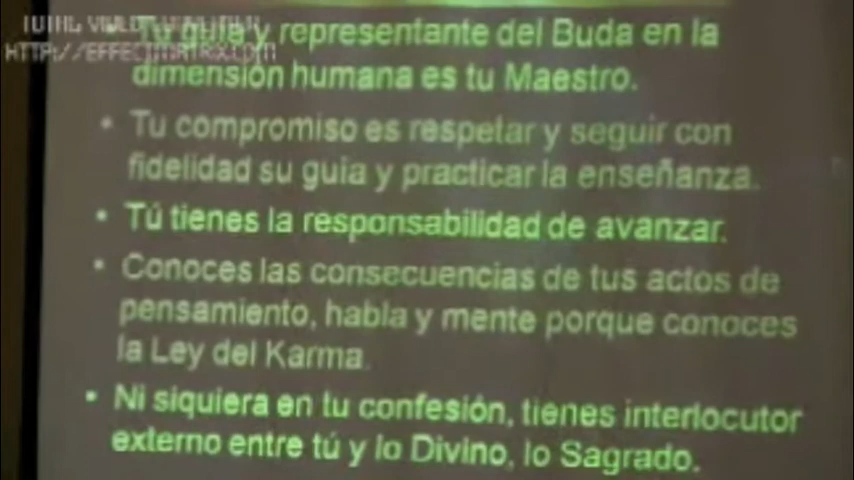 HTTP://EFFECTMATRIX.COM
Tu guía y representante del Buda en la
dimensión humana es tu Maestro.
• Tu compromiso es respetar y seguir con
fidelidad su guia y practicar la enseñanza.
• Tú tienes la responsabilidad de avanzar.
• Conoces las consecuencias de tus actos de
pensamiento, habla y mente porque conoces
la Ley del Karma.
• Ni siquiera en tu confesión, tienes interlocutor
externo entre tú y lo Divino, lo Sagrado.